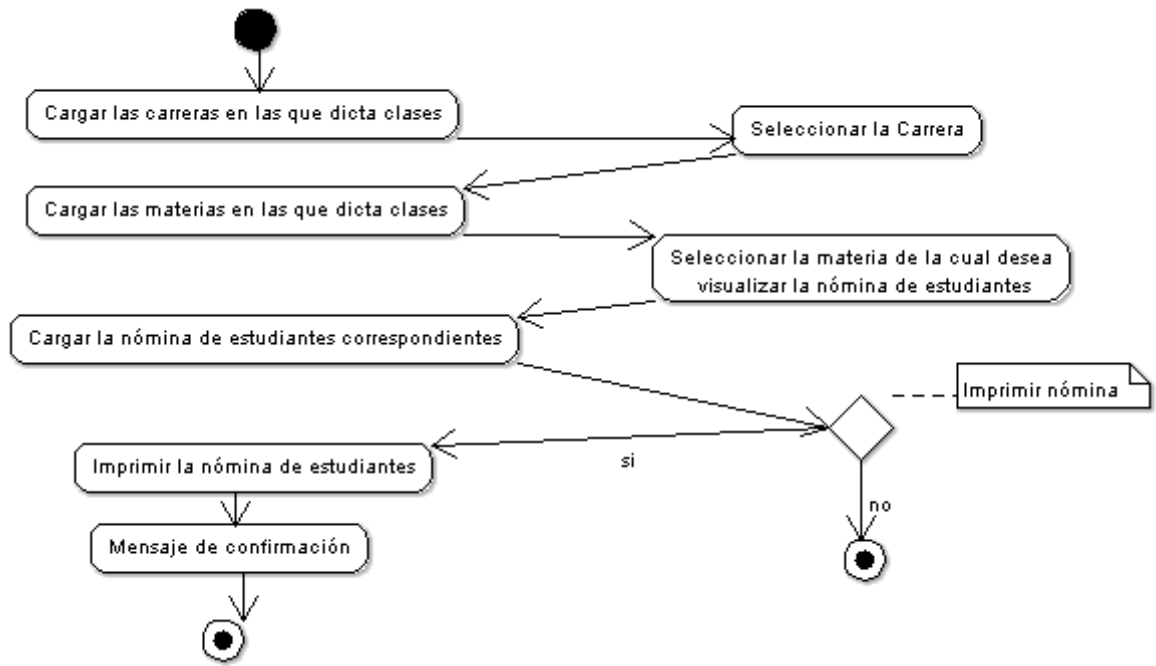 Cargar las carreras en las que dicta clases
Seleccionar la Carrera
Cargar las materias en las que dicta clases
Seleccionar la materia de la cual desea
visualizar la nómina de estudiantes
Cargar la nómina de estudiantes correspondientes
Imprimir nómina
si
Imprimir la nómina de estudiantes
no
Mensaje de confirmación